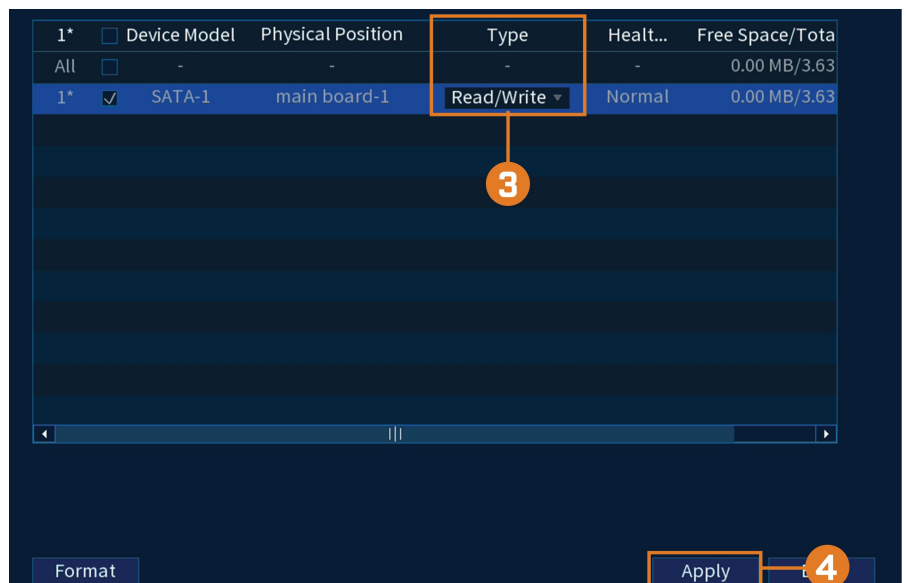 1* Device Model Physical Position Type Healt... Free Space/Tota
All - - - - 0.00 MB/3.63
1* SATA-1 main board-1 Read/Write Normal 0.00 MB/3.63
3
Format Apply 4